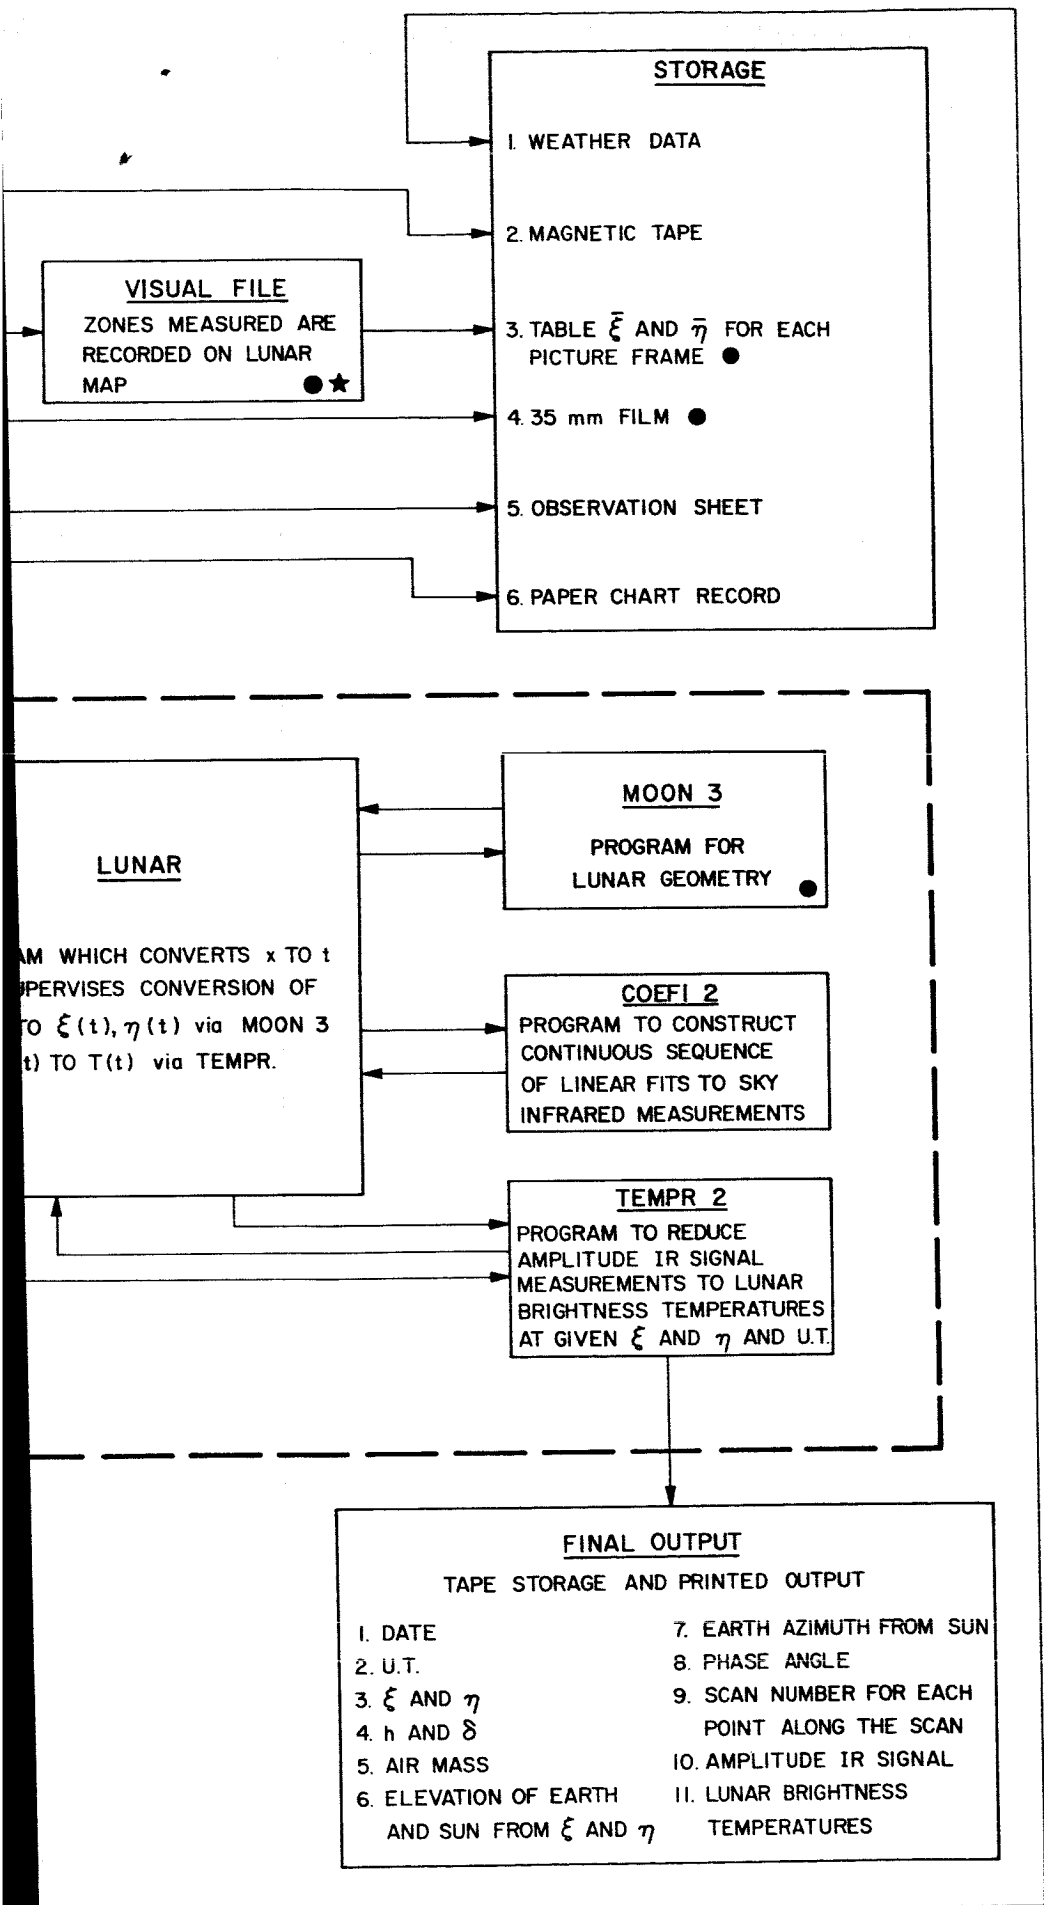 STORAGE
1. WEATHER DATA
2. MAGNETIC TAPE
VISUAL FILE
ZONES MEASURED ARE
RECORDED ON LUNAR
MAP ●★
3. TABLE ξ̄ AND η̄ FOR EACH
PICTURE FRAME ●
4. 35 mm FILM ●
5. OBSERVATION SHEET
6. PAPER CHART RECORD
LUNAR
AM WHICH CONVERTS x TO t
UPERVISES CONVERSION OF
TO ξ(t), η(t) via MOON 3
t) TO T(t) via TEMPR.
MOON 3
PROGRAM FOR
LUNAR GEOMETRY ●
COEFI 2
PROGRAM TO CONSTRUCT
CONTINUOUS SEQUENCE
OF LINEAR FITS TO SKY
INFRARED MEASUREMENTS
TEMPR 2
PROGRAM TO REDUCE
AMPLITUDE IR SIGNAL
MEASUREMENTS TO LUNAR
BRIGHTNESS TEMPERATURES
AT GIVEN ξ AND η AND U.T.
FINAL OUTPUT
TAPE STORAGE AND PRINTED OUTPUT
1. DATE
2. U.T.
3. ξ AND η
4. h AND δ
5. AIR MASS
6. ELEVATION OF EARTH
AND SUN FROM ξ AND η
7. EARTH AZIMUTH FROM SUN
8. PHASE ANGLE
9. SCAN NUMBER FOR EACH
POINT ALONG THE SCAN
10. AMPLITUDE IR SIGNAL
11. LUNAR BRIGHTNESS
TEMPERATURES